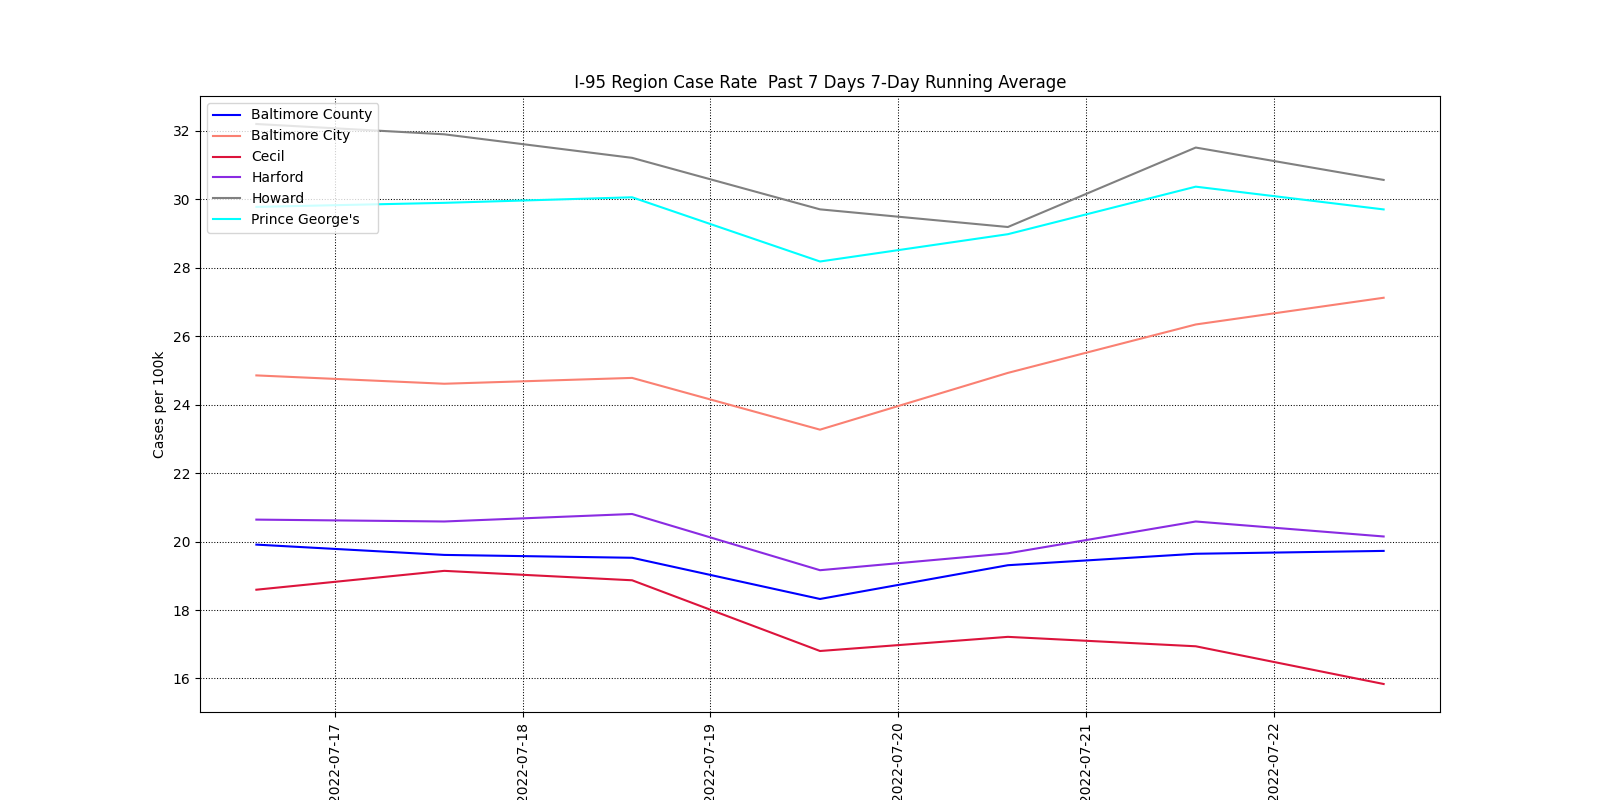 I-95 Region Case Rate  Past 7 Days 7-Day Running Average
Baltimore County
Baltimore City
Cecil
Harford
Howard
Prince George's
Cases per 100k
32
30
28
26
24
22
20
18
16
2022-07-17
2022-07-18
2022-07-19
2022-07-20
2022-07-21
2022-07-22